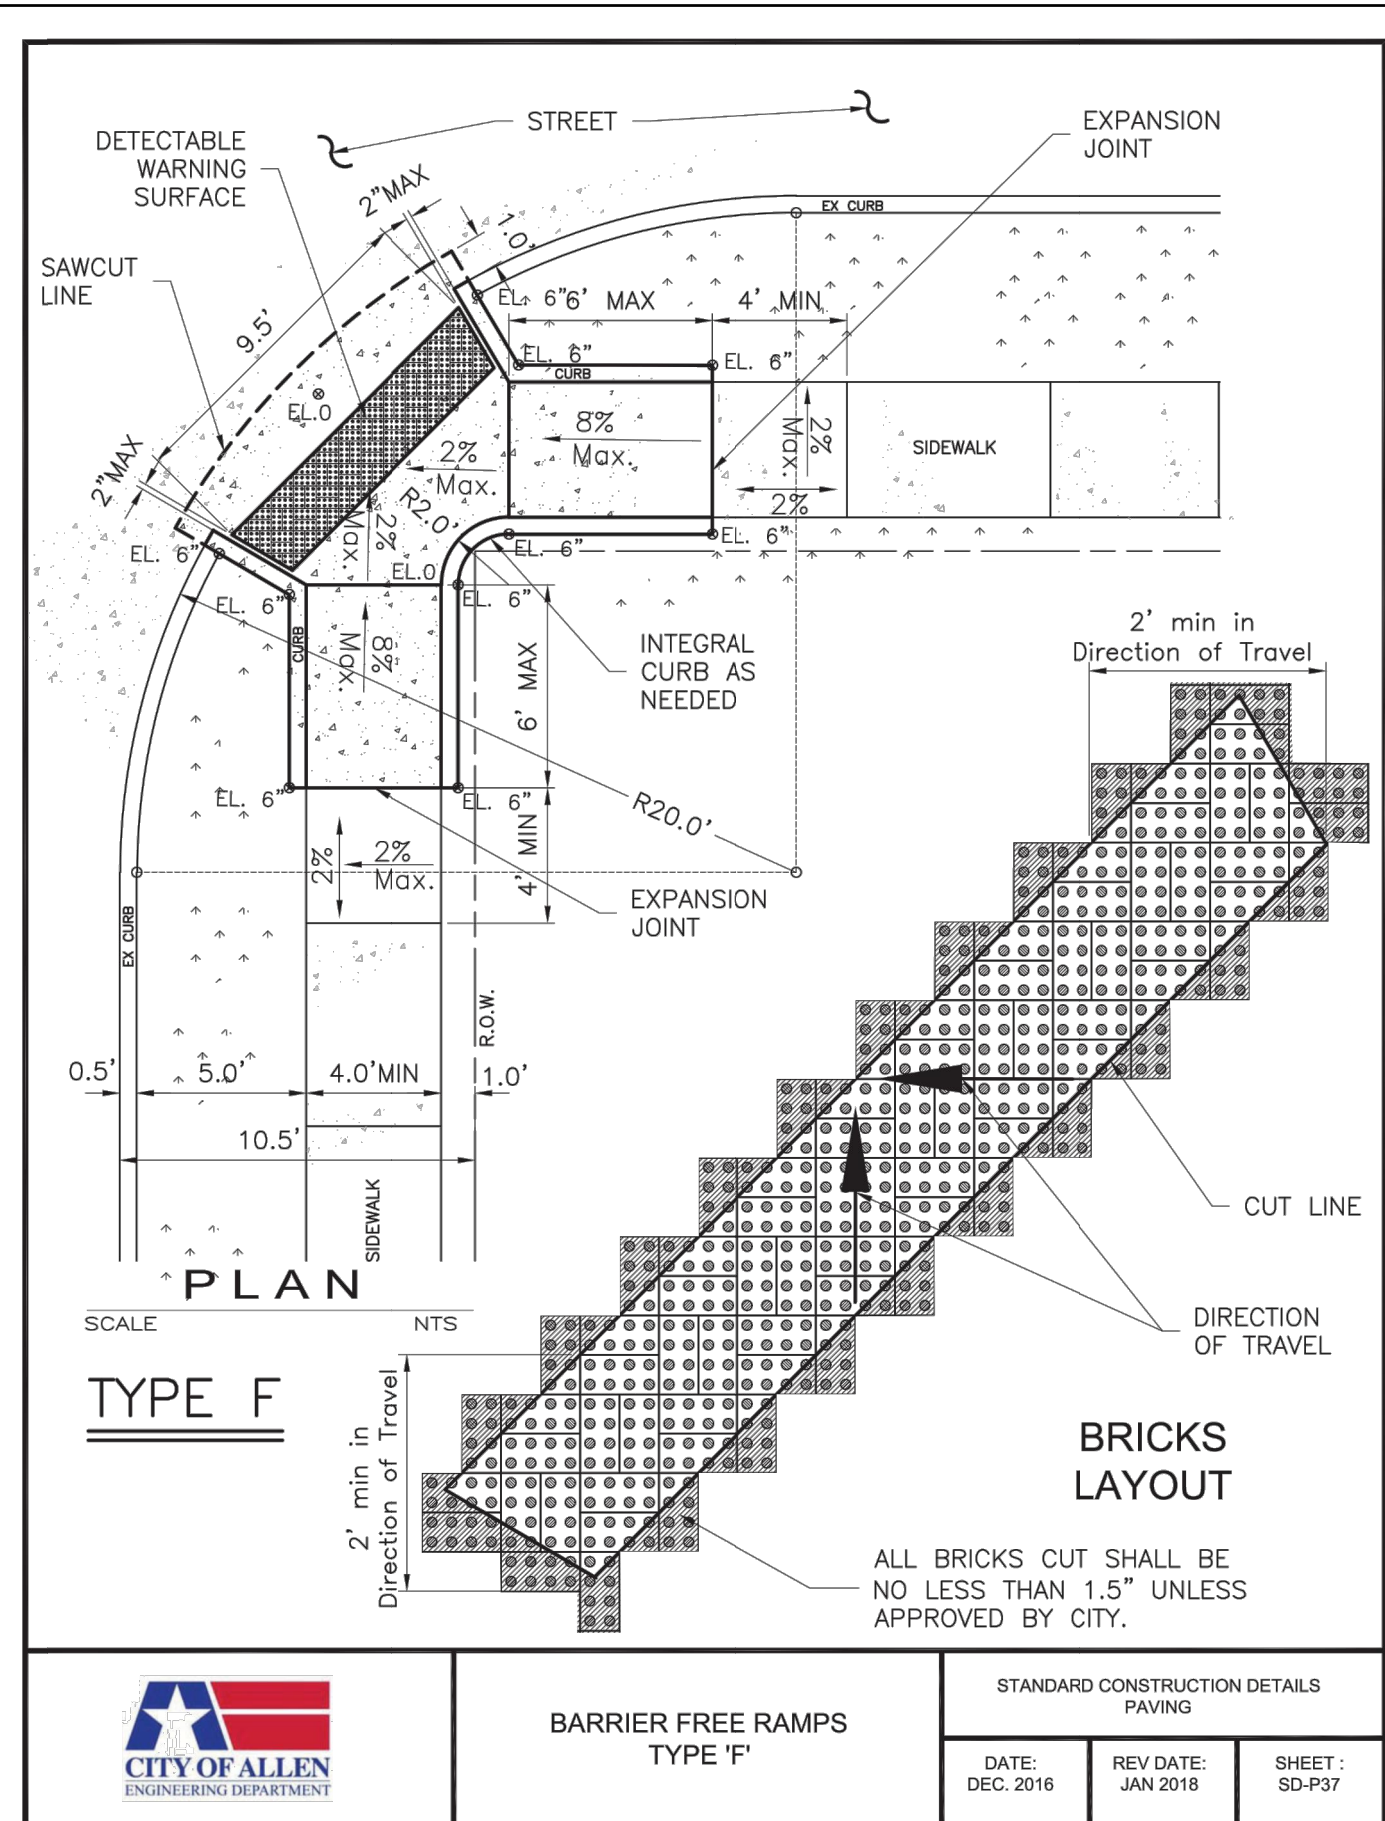 STREET
EXPANSION
JOINT
DETECTABLE
WARNING
SURFACE
2"MAX
1.0'
EX CURB
SAWCUT
LINE
9.5'
EL. 6"
6' MAX
4' MIN
EL. 6"
CURB
EL. 6"
EL.0
8%
Max.
2%
Max.
SIDEWALK
2%
Max.
2%
2"MAX
R2.0'
2%
Max.
EL. 6"
EL. 6"
EL. 6"
EL.0
EL. 6"
EL. 6"
CURB
8%
Max.
6' MAX
INTEGRAL
CURB AS
NEEDED
2' min in
Direction of Travel
EL. 6"
EL. 6"
R20.0'
2%
2%
Max.
4' MIN
EXPANSION
JOINT
EX CURB
R.O.W.
0.5'
5.0'
4.0'MIN
1.0'
10.5'
SIDEWALK
CUT LINE
PLAN
SCALE
NTS
DIRECTION
OF TRAVEL
TYPE F
2' min in
Direction of Travel
BRICKS
LAYOUT
ALL BRICKS CUT SHALL BE
NO LESS THAN 1.5" UNLESS
APPROVED BY CITY.
CITY OF ALLEN
ENGINEERING DEPARTMENT
BARRIER FREE RAMPS
TYPE 'F'
STANDARD CONSTRUCTION DETAILS
PAVING
DATE:
DEC. 2016
REV DATE:
JAN 2018
SHEET :
SD-P37